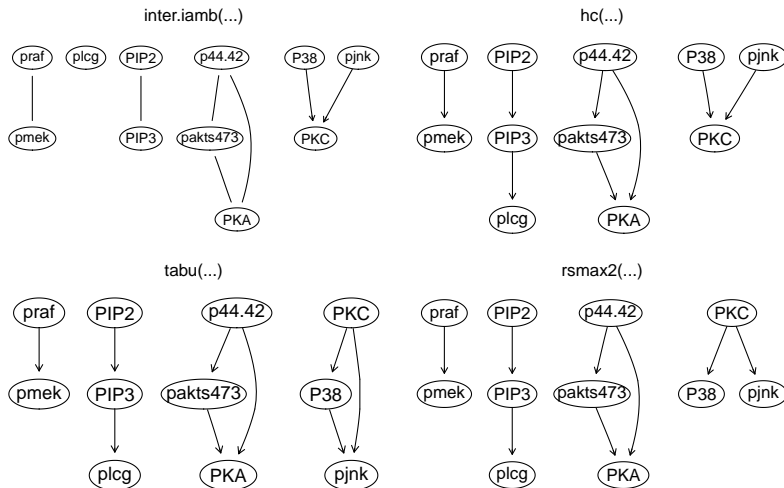 inter.iamb(...)
praf plcg PIP2 p44.42 P38 pjnk
pmek PIP3 pakts473 PKC
PKA
hc(...)
praf PIP2 p44.42 P38 pjnk
pmek PIP3 pakts473 PKC
plcg PKA
tabu(...)
praf PIP2 p44.42 PKC
pmek PIP3 pakts473 P38
plcg PKA pjnk
rsmax2(...)
praf PIP2 p44.42 PKC
pmek PIP3 pakts473 P38 pjnk
plcg PKA